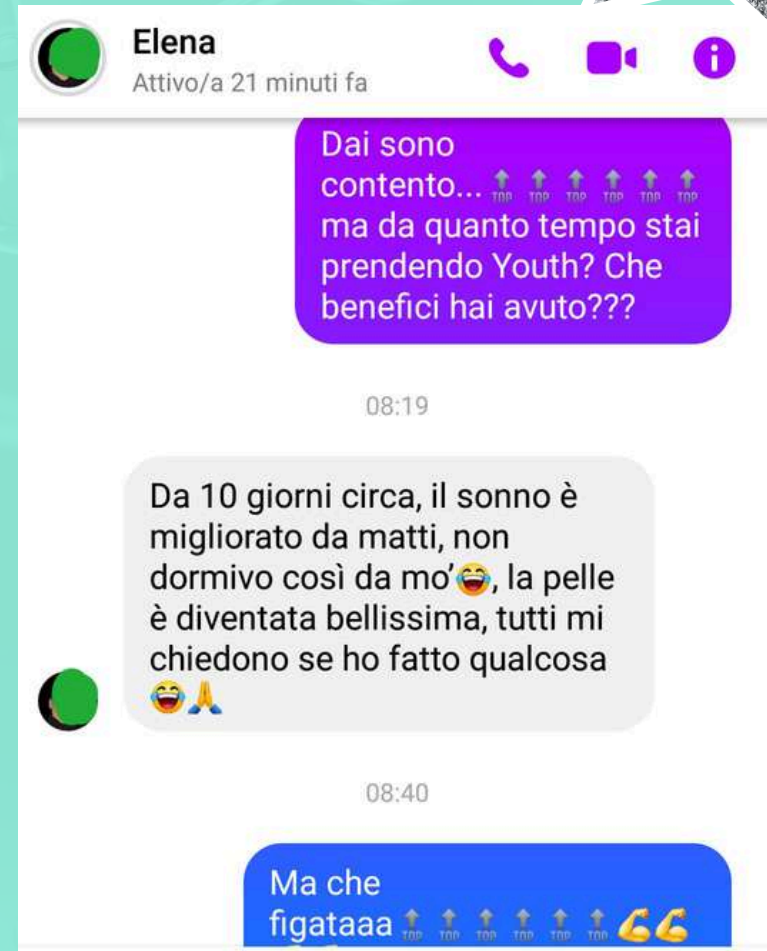 Elena
Attivo/a 21 minuti fa
Dai sono
contento...🔝🔝🔝🔝🔝🔝
ma da quanto tempo stai
prendendo Youth? Che
benefici hai avuto???
08:19
Da 10 giorni circa, il sonno è
migliorato da matti, non
dormivo così da mo'😂, la pelle
è diventata bellissima, tutti mi
chiedono se ho fatto qualcosa
😂🙏
08:40
Ma che
figataaa🔝🔝🔝🔝🔝🔝💪💪